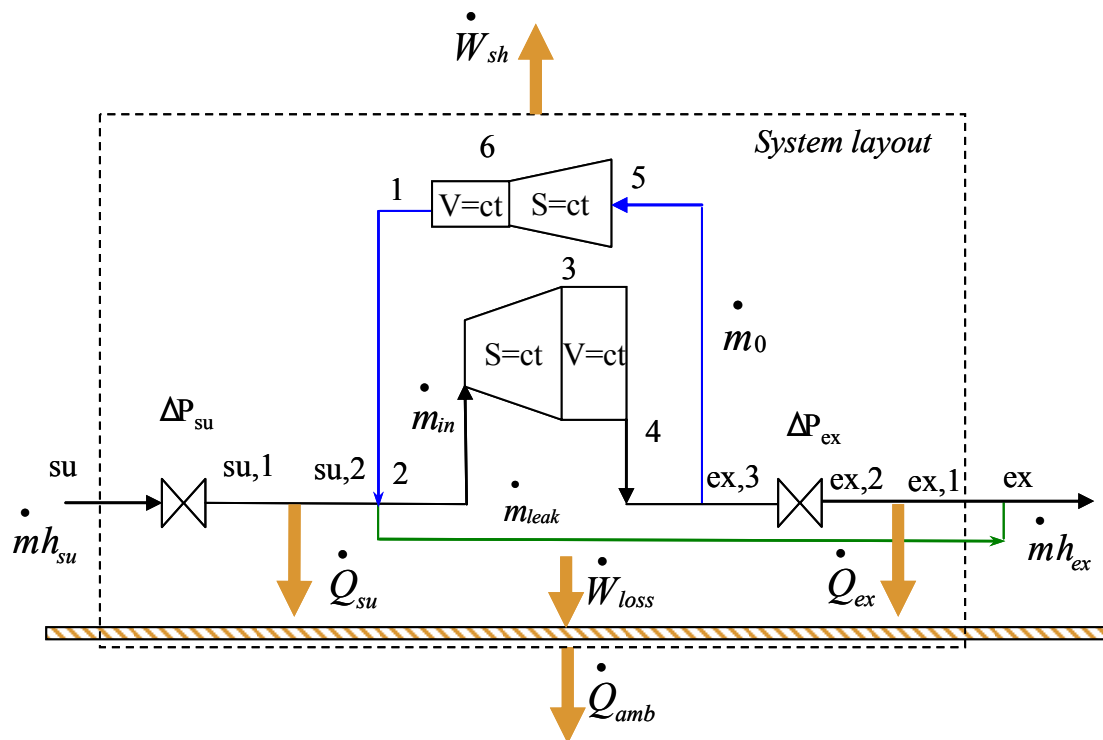 Ẇsh
System layout
6
1
V=ct
S=ct
5
3
S=ct
V=ct
ṁ0
ṁin
ΔPsu
4
ΔPex
su
su,1
su,2
2
ex,3
ex,2
ex,1
ex
ṁleak
ṁhsu
ṁhex
Q̇su
Ẇloss
Q̇ex
Q̇amb